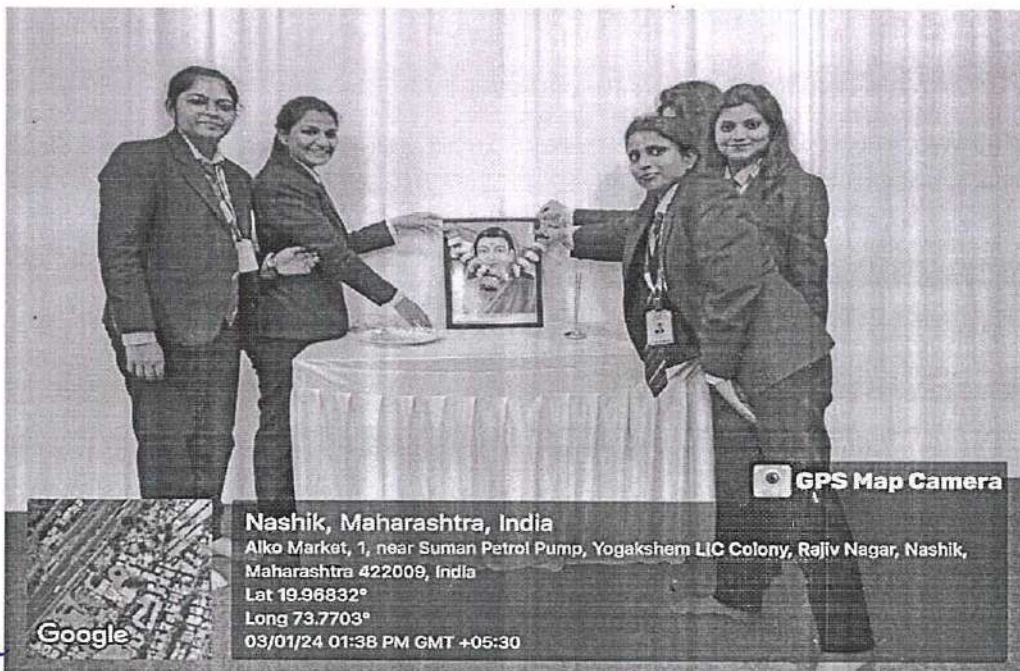 GPS Map Camera
Nashik, Maharashtra, India
Alko Market, 1, near Suman Petrol Pump, Yogakshem LIC Colony, Rajiv Nagar, Nashik,
Maharashtra 422009, India
Lat 19.96832°
Long 73.7703°
03/01/24 01:38 PM GMT +05:30
Google